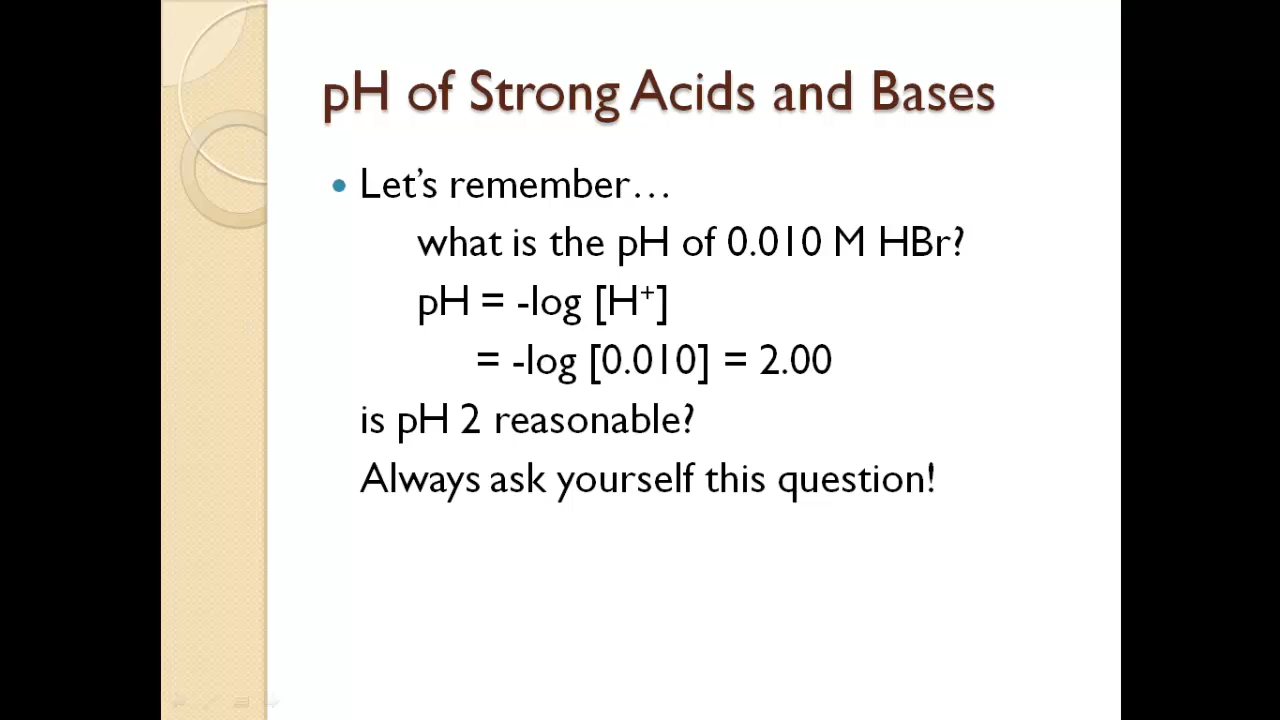 pH of Strong Acids and Bases
• Let’s remember…
what is the pH of 0.010 M HBr?
pH = -log [H⁺]
= -log [0.010] = 2.00
is pH 2 reasonable?
Always ask yourself this question!